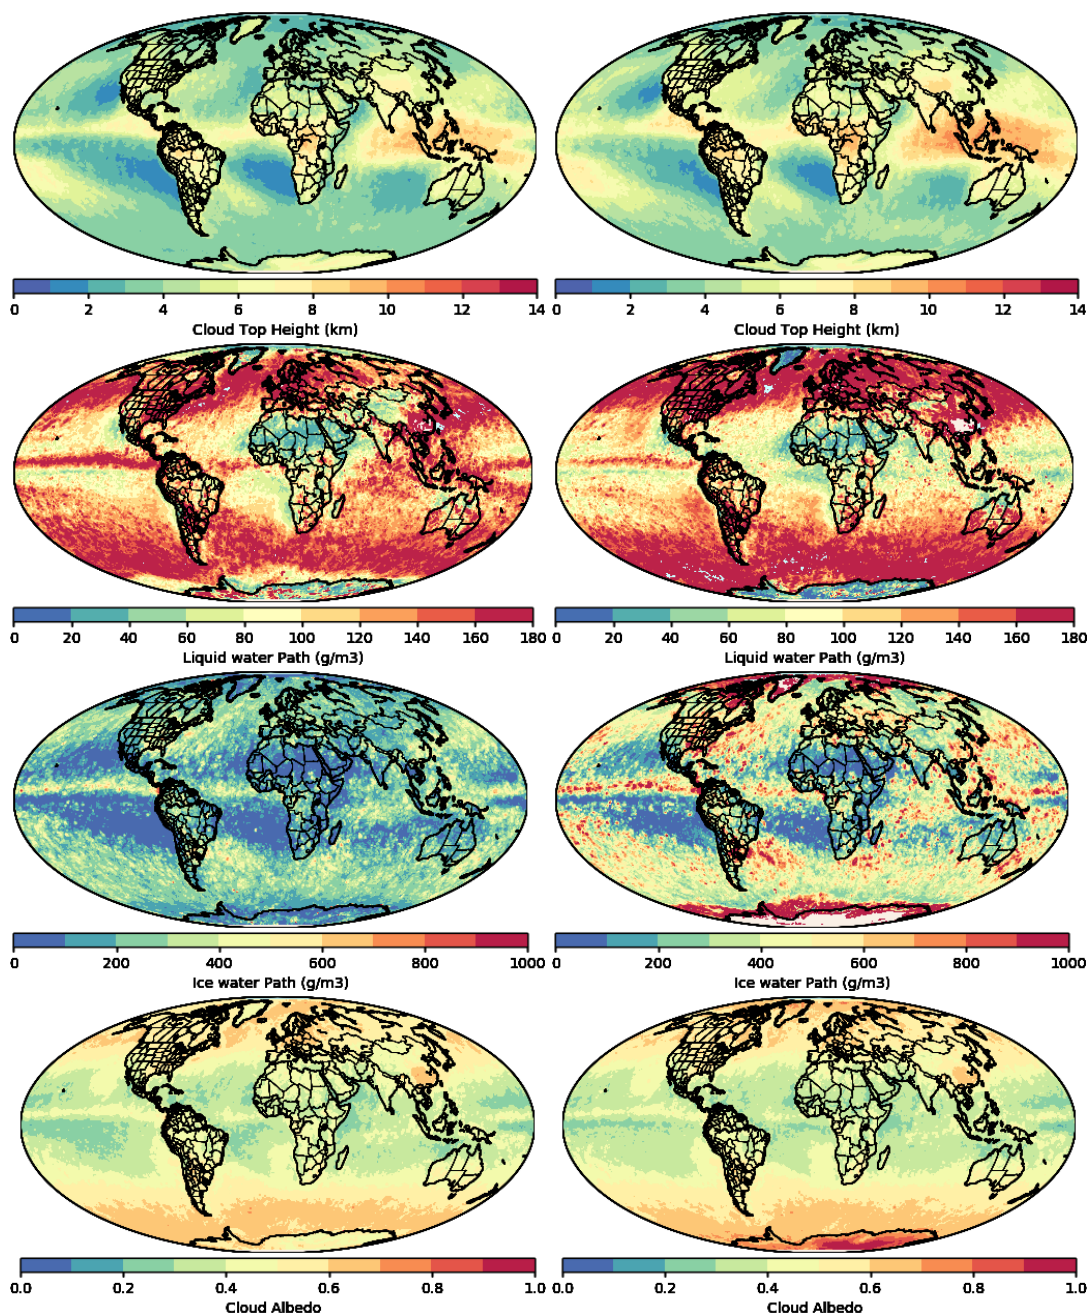 0 2 4 6 8 10 12 14 0 2 4 6 8 10 12 14
Cloud Top Height (km) Cloud Top Height (km)
0 20 40 60 80 100 120 140 160 180 0 20 40 60 80 100 120 140 160 180
Liquid water Path (g/m3) Liquid water Path (g/m3)
0 200 400 600 800 1000 0 200 400 600 800 1000
Ice water Path (g/m3) Ice water Path (g/m3)
0.0 0.2 0.4 0.6 0.8 1.0 0.0 0.2 0.4 0.6 0.8 1.0
Cloud Albedo Cloud Albedo